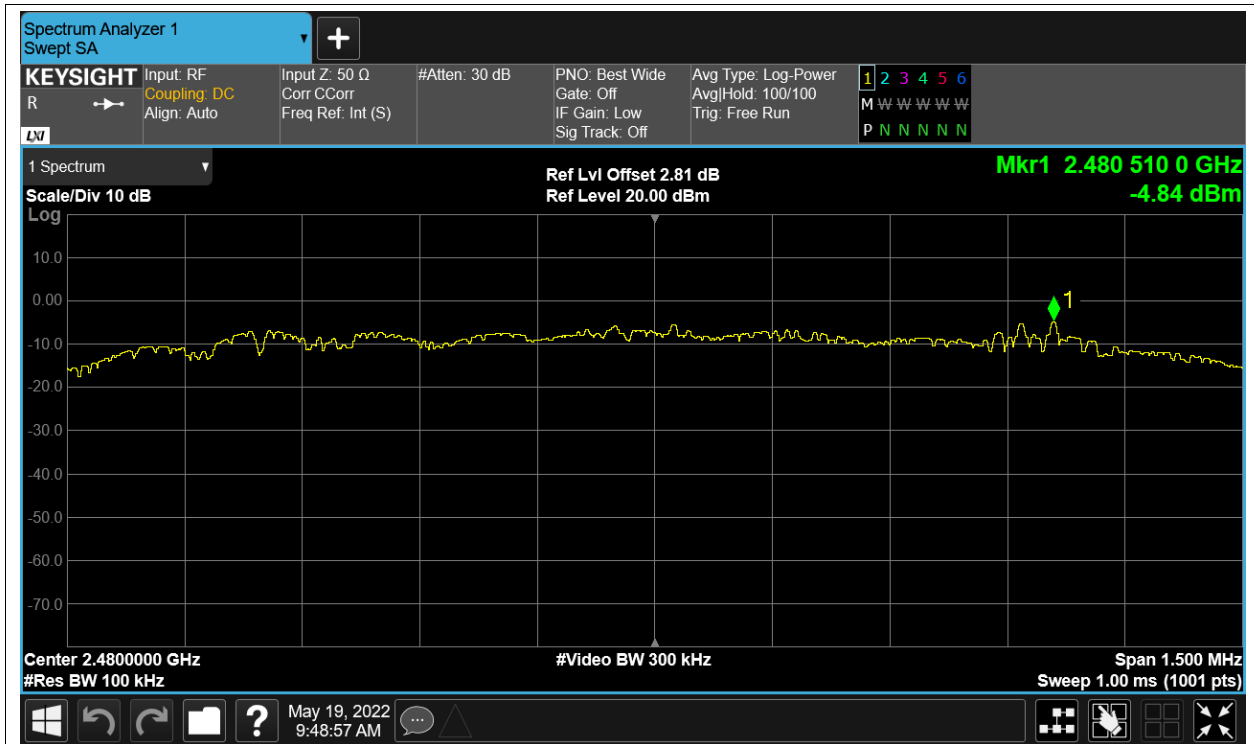 Spectrum Analyzer 1
Swept SA
+
KEYSIGHT
R
LXI
Input: RF
Coupling: DC
Align: Auto
Input Z: 50 Ω
Corr CCorr
Freq Ref: Int (S)
#Atten: 30 dB
PNO: Best Wide
Gate: Off
IF Gain: Low
Sig Track: Off
Avg Type: Log-Power
Avg|Hold: 100/100
Trig: Free Run
1 2 3 4 5 6
M W W W W W
P N N N N N
1 Spectrum
Scale/Div 10 dB
Log
Ref Lvl Offset 2.81 dB
Ref Level 20.00 dBm
Mkr1 2.480 510 0 GHz
-4.84 dBm
10.0
0.00
-10.0
-20.0
-30.0
-40.0
-50.0
-60.0
-70.0
1
Center 2.4800000 GHz
#Res BW 100 kHz
#Video BW 300 kHz
Span 1.500 MHz
Sweep 1.00 ms (1001 pts)
?
May 19, 2022
9:48:57 AM